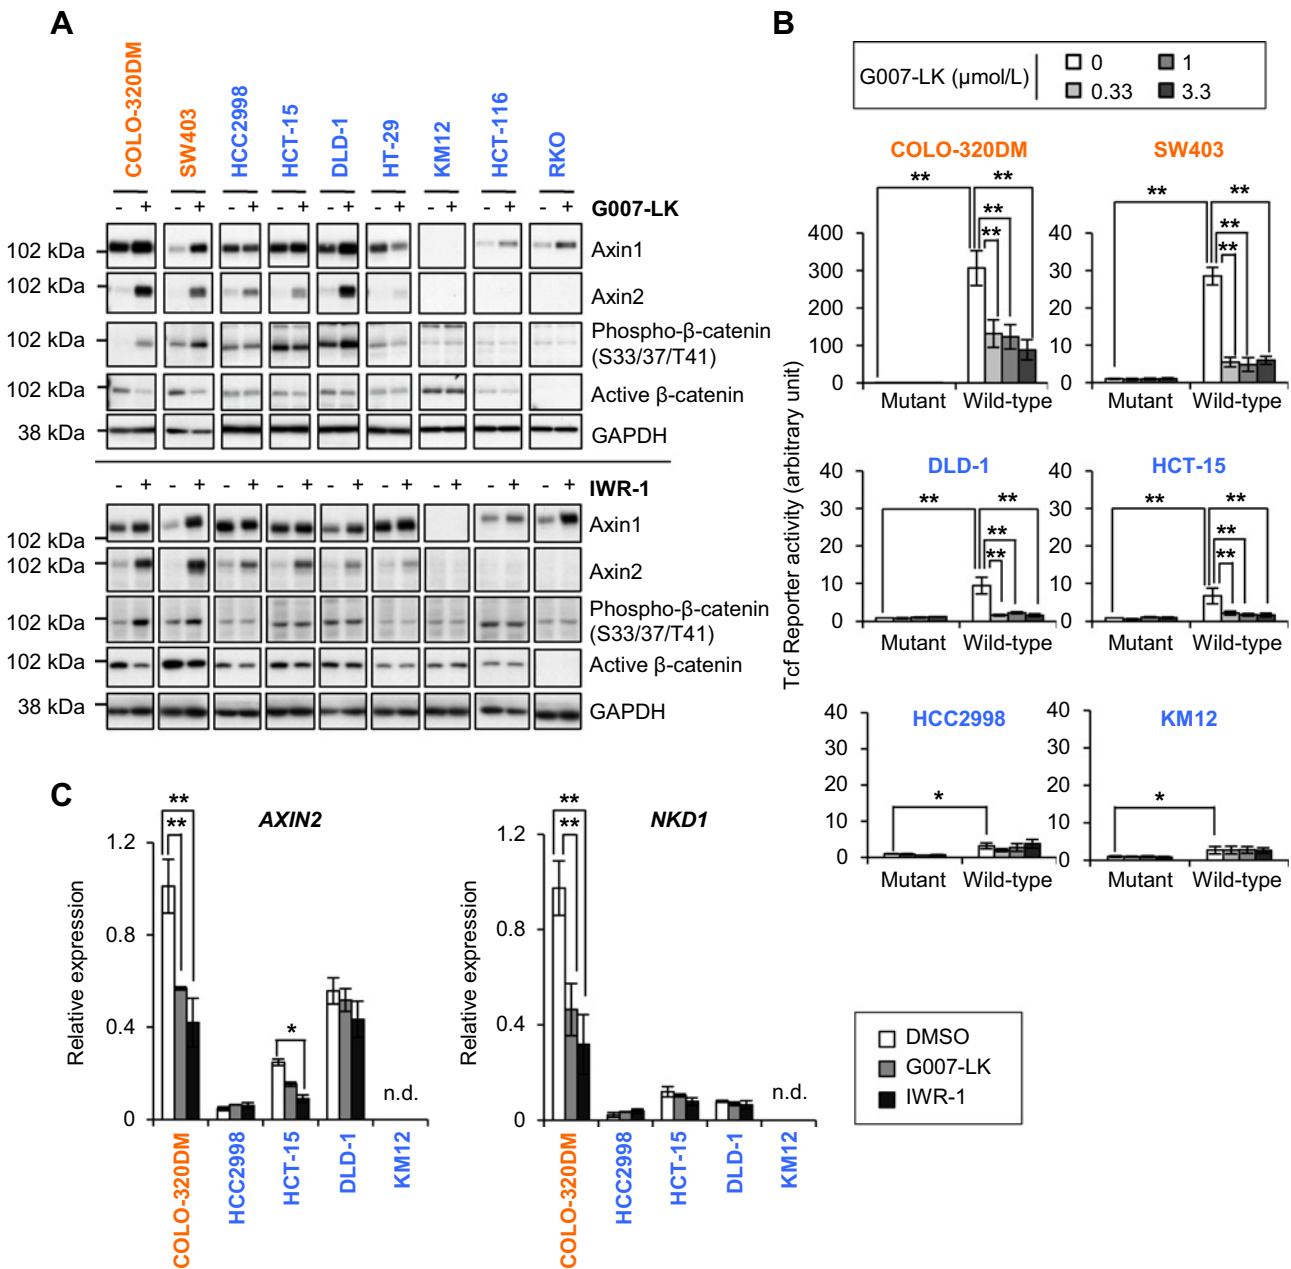 A
COLO-320DM
SW403
HCC2998
HCT-15
DLD-1
HT-29
KM12
HCT-116
RKO
- + - + - + - + - + - + - + - + - + G007-LK
102 kDa Axin1
102 kDa Axin2
102 kDa Phospho-β-catenin
(S33/37/T41)
102 kDa Active β-catenin
38 kDa GAPDH
- + - + - + - + - + - + - + - + - + IWR-1
102 kDa Axin1
102 kDa Axin2
102 kDa Phospho-β-catenin
(S33/37/T41)
102 kDa Active β-catenin
38 kDa GAPDH
B
G007-LK (μmol/L)
0 1
0.33 3.3
Tcf Reporter activity (arbitrary unit)
COLO-320DM
** **
**
**
400
300
200
100
0
Mutant Wild-type
SW403
** **
**
**
40
30
20
10
0
Mutant Wild-type
DLD-1
** **
**
**
40
30
20
10
0
HCT-15
** **
**
**
40
30
20
10
0
HCC2998
*
40
30
20
10
0
Mutant Wild-type
KM12
*
40
30
20
10
0
Mutant Wild-type
C
AXIN2
**
**
*
n.d.
Relative expression
1.2
0.8
0.4
0
COLO-320DM
HCC2998
HCT-15
DLD-1
KM12
NKD1
**
**
n.d.
Relative expression
1.2
0.8
0.4
0
COLO-320DM
HCC2998
HCT-15
DLD-1
KM12
DMSO
G007-LK
IWR-1